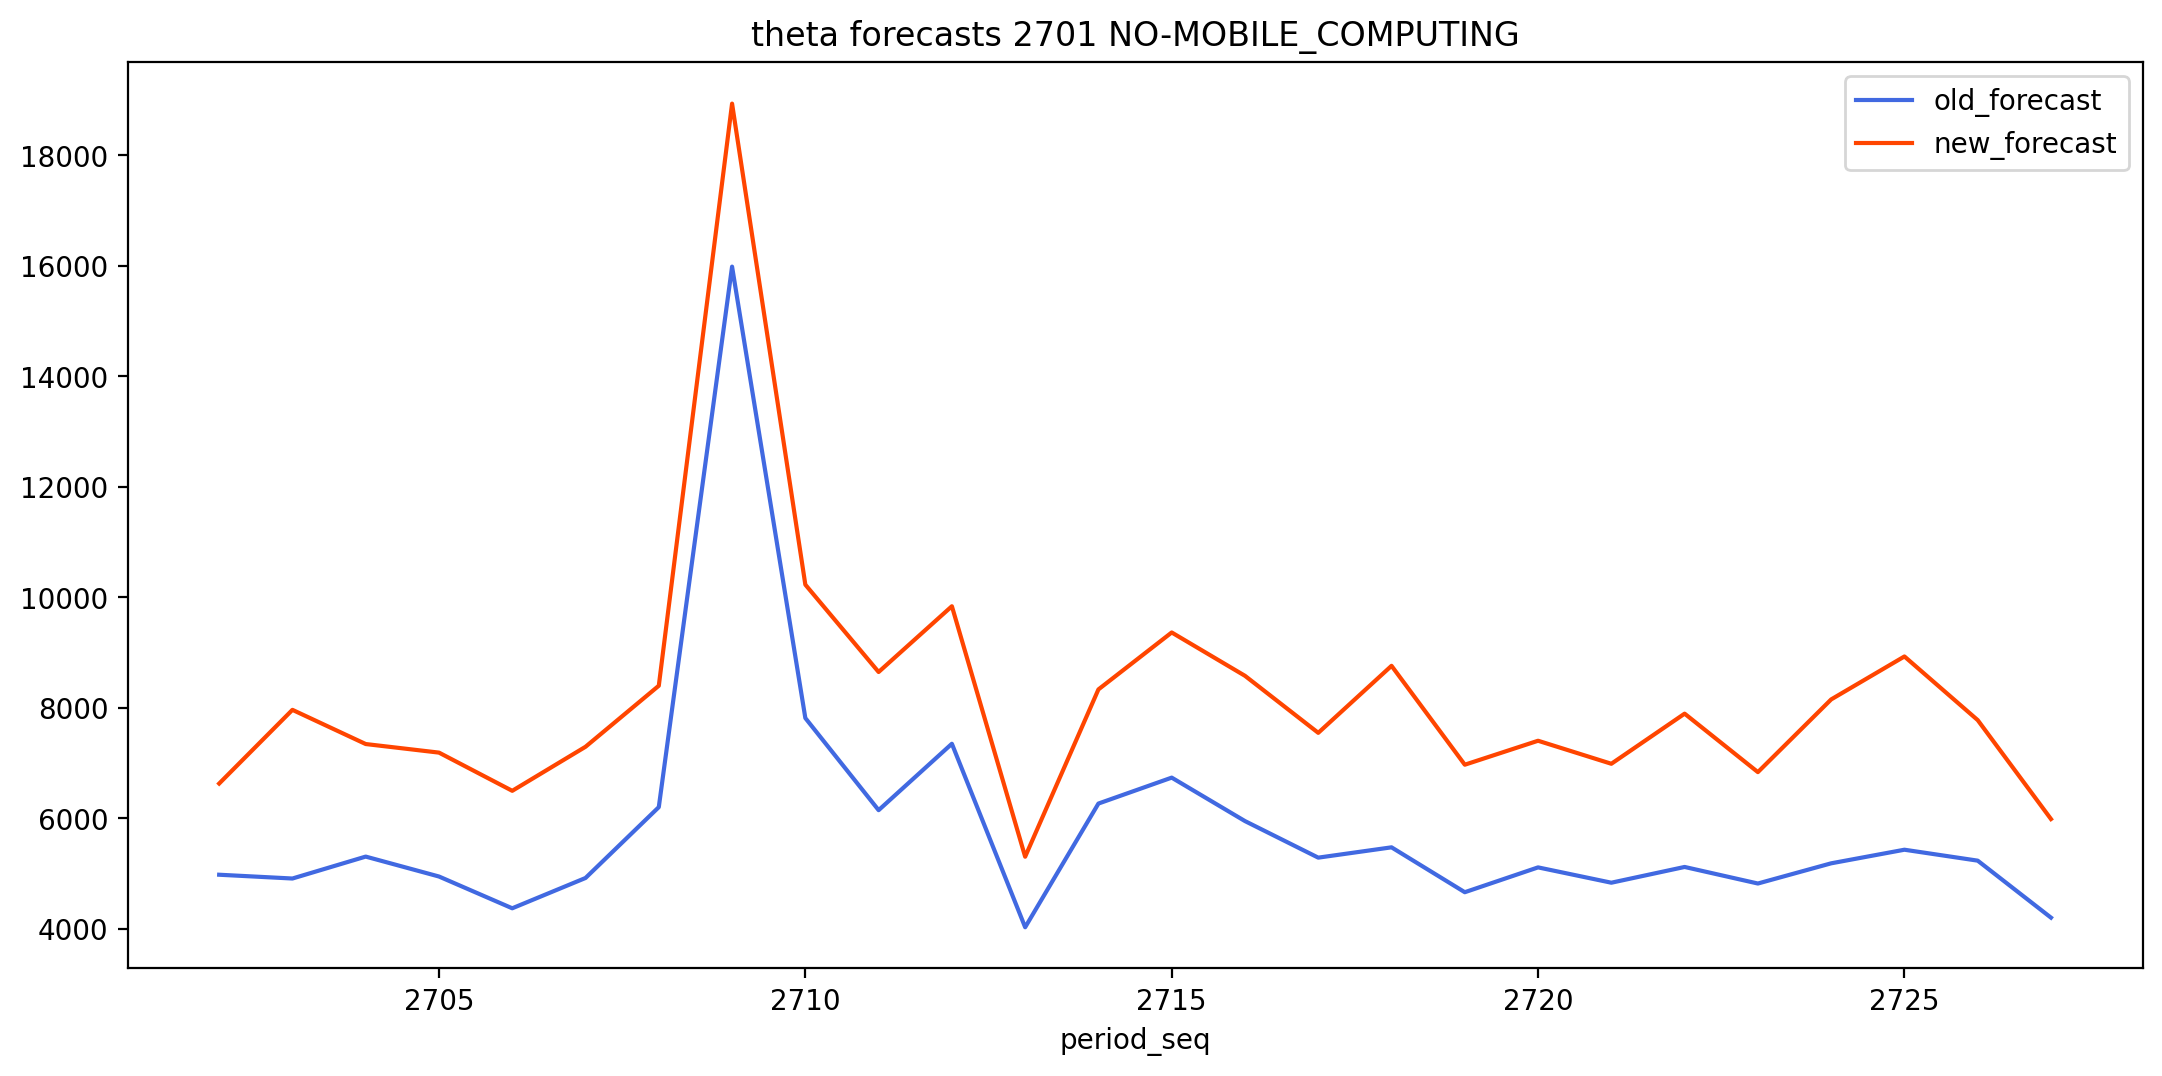 theta forecasts 2701 NO-MOBILE_COMPUTING
old_forecast
new_forecast
18000
16000
14000
12000
10000
8000
6000
4000
2705 2710 2715 2720 2725
period_seq